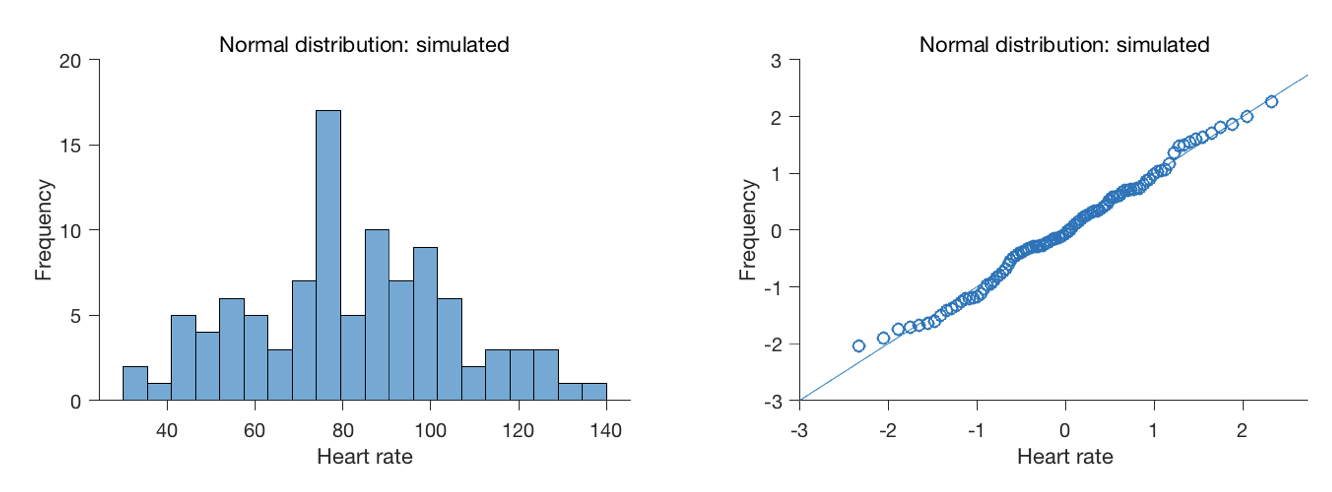 Normal distribution: simulated
20
15
10
5
0
Frequency
40 60 80 100 120 140
Heart rate
Normal distribution: simulated
3
2
1
0
-1
-2
-3
Frequency
-3 -2 -1 0 1 2
Heart rate